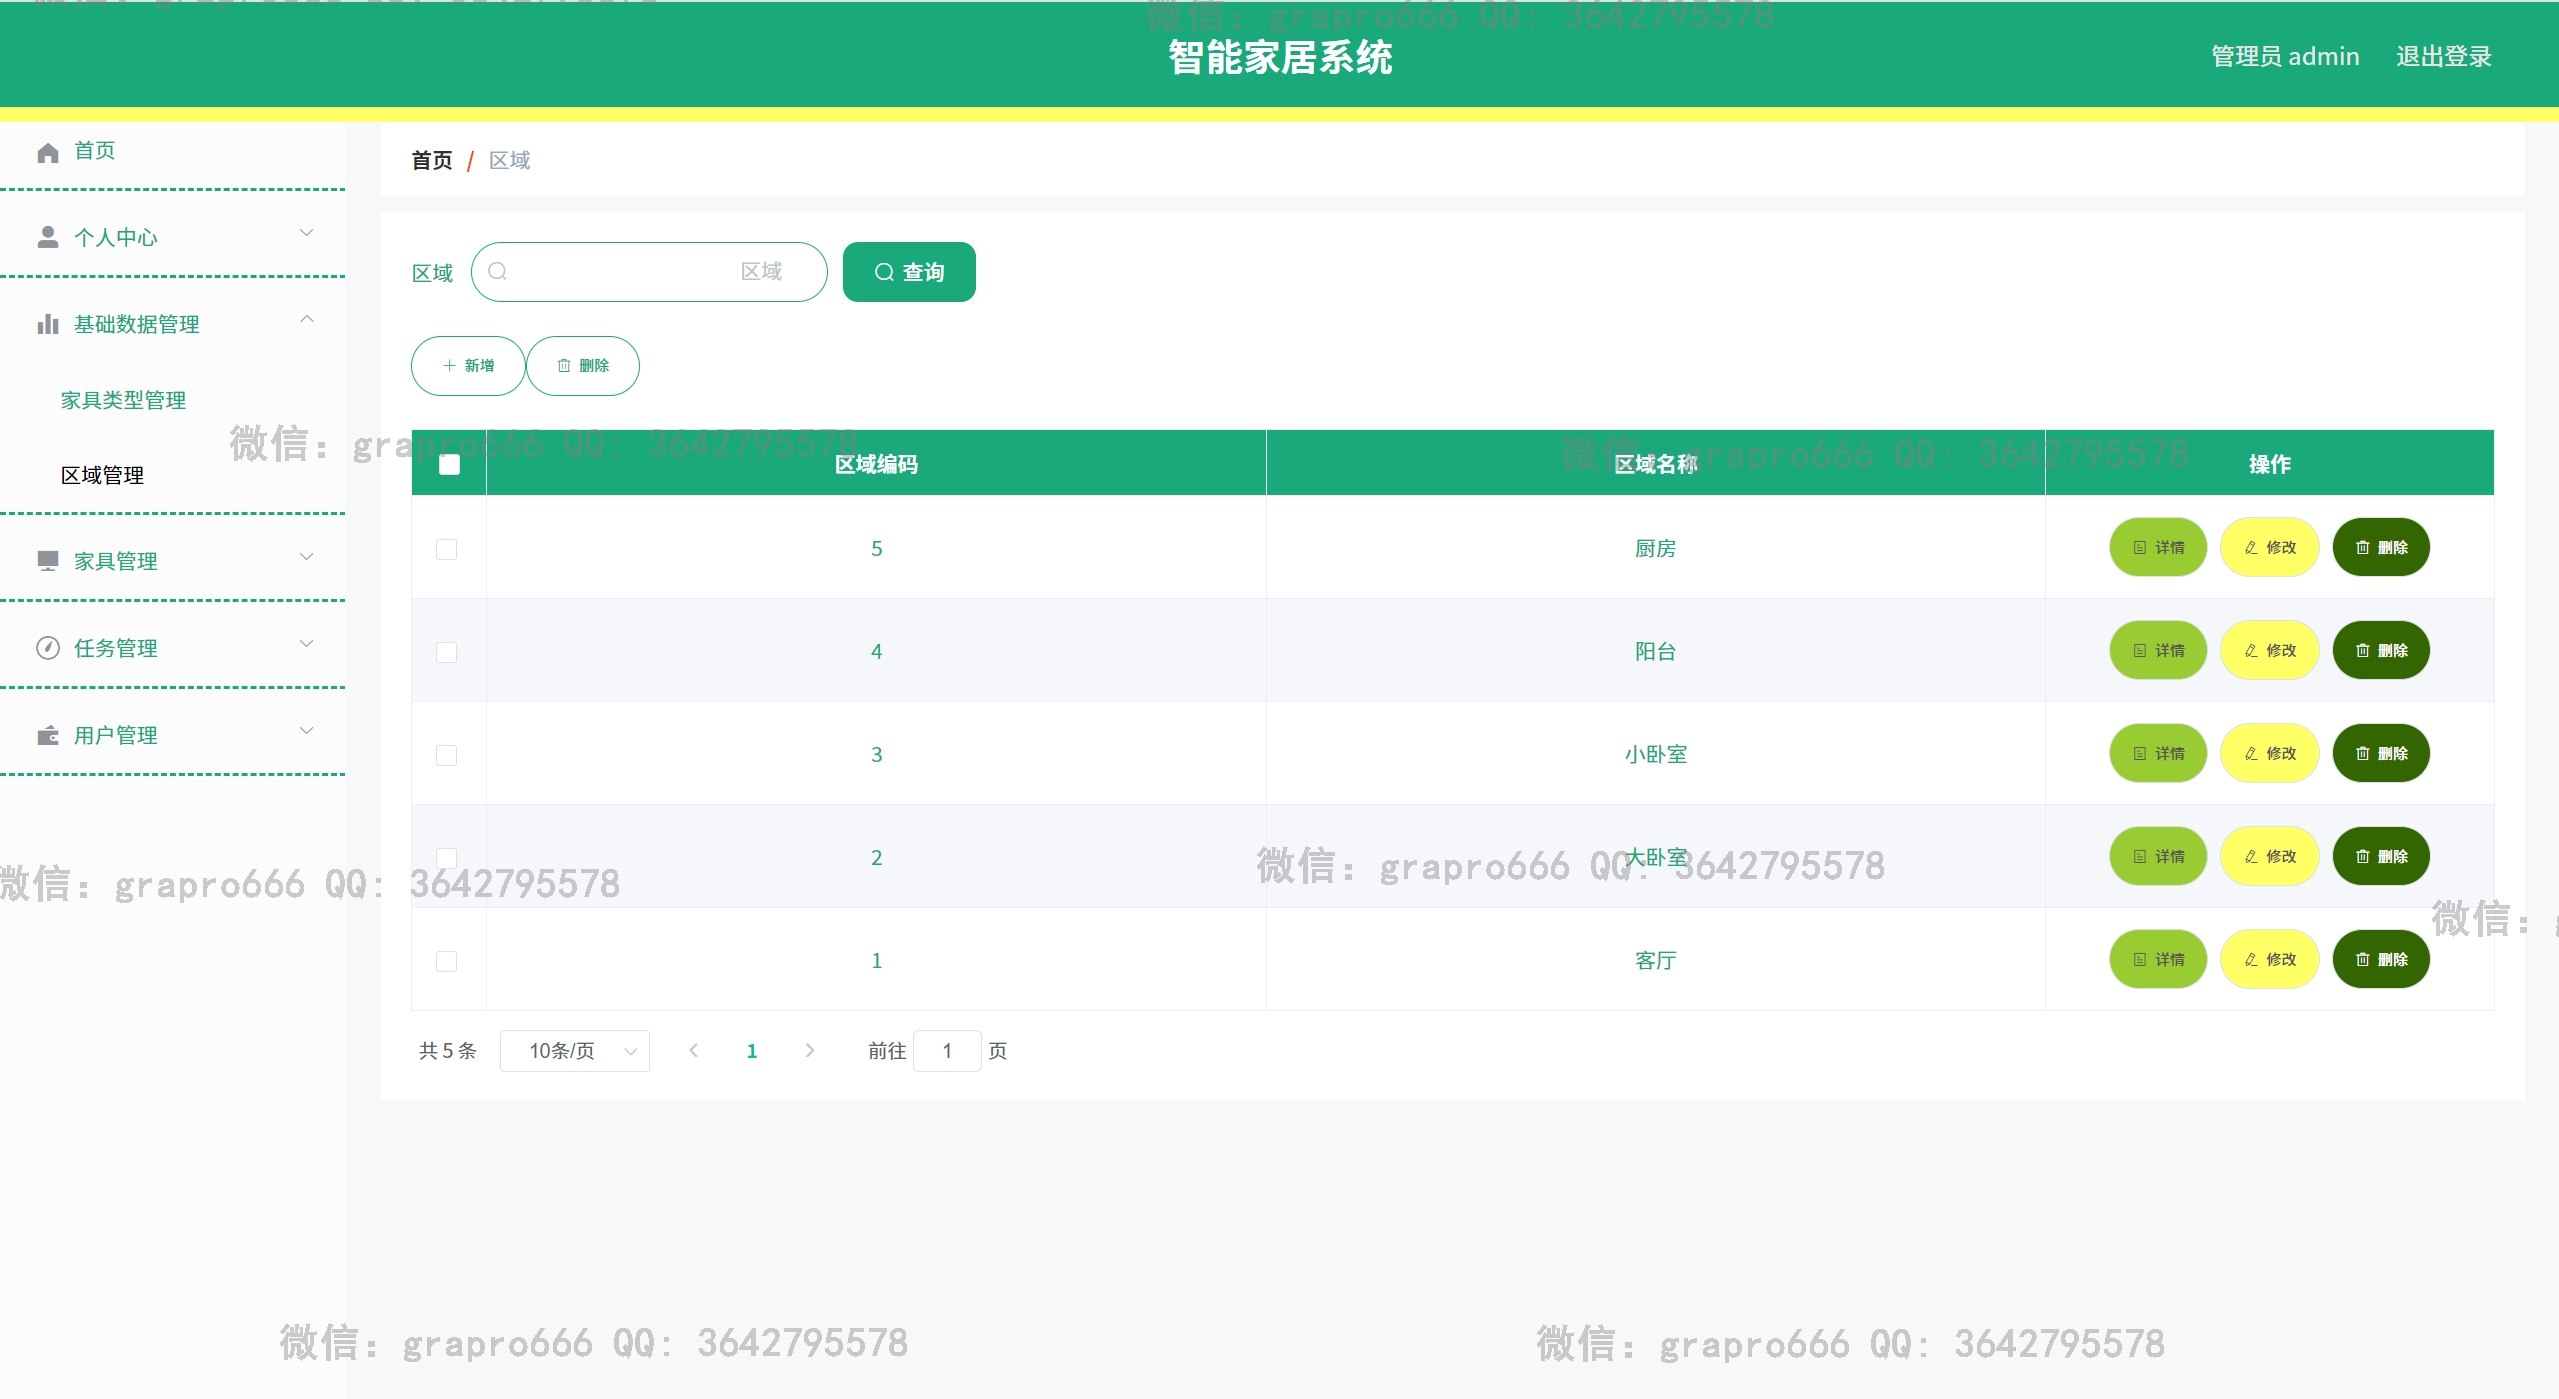 微信: grapro666 QQ: 3642795578
智能家居系统
管理员 admin 退出登录
首页
个人中心
基础数据管理
家具类型管理
区域管理
家具管理
任务管理
用户管理
首页 / 区域
区域 区域 查询
新增 删除
微信: grapro666 QQ: 3642795578
微信: grapro666 QQ: 3642795578
区域编码 区域名称 操作
5 厨房 详情 修改 删除
4 阳台 详情 修改 删除
3 小卧室 详情 修改 删除
2 大卧室 详情 修改 删除
微信: grapro666 QQ: 3642795578
微信: grapro666 QQ: 3642795578
微信:
1 客厅 详情 修改 删除
共 5 条 10条/页 1 前往 1 页
微信: grapro666 QQ: 3642795578
微信: grapro666 QQ: 3642795578